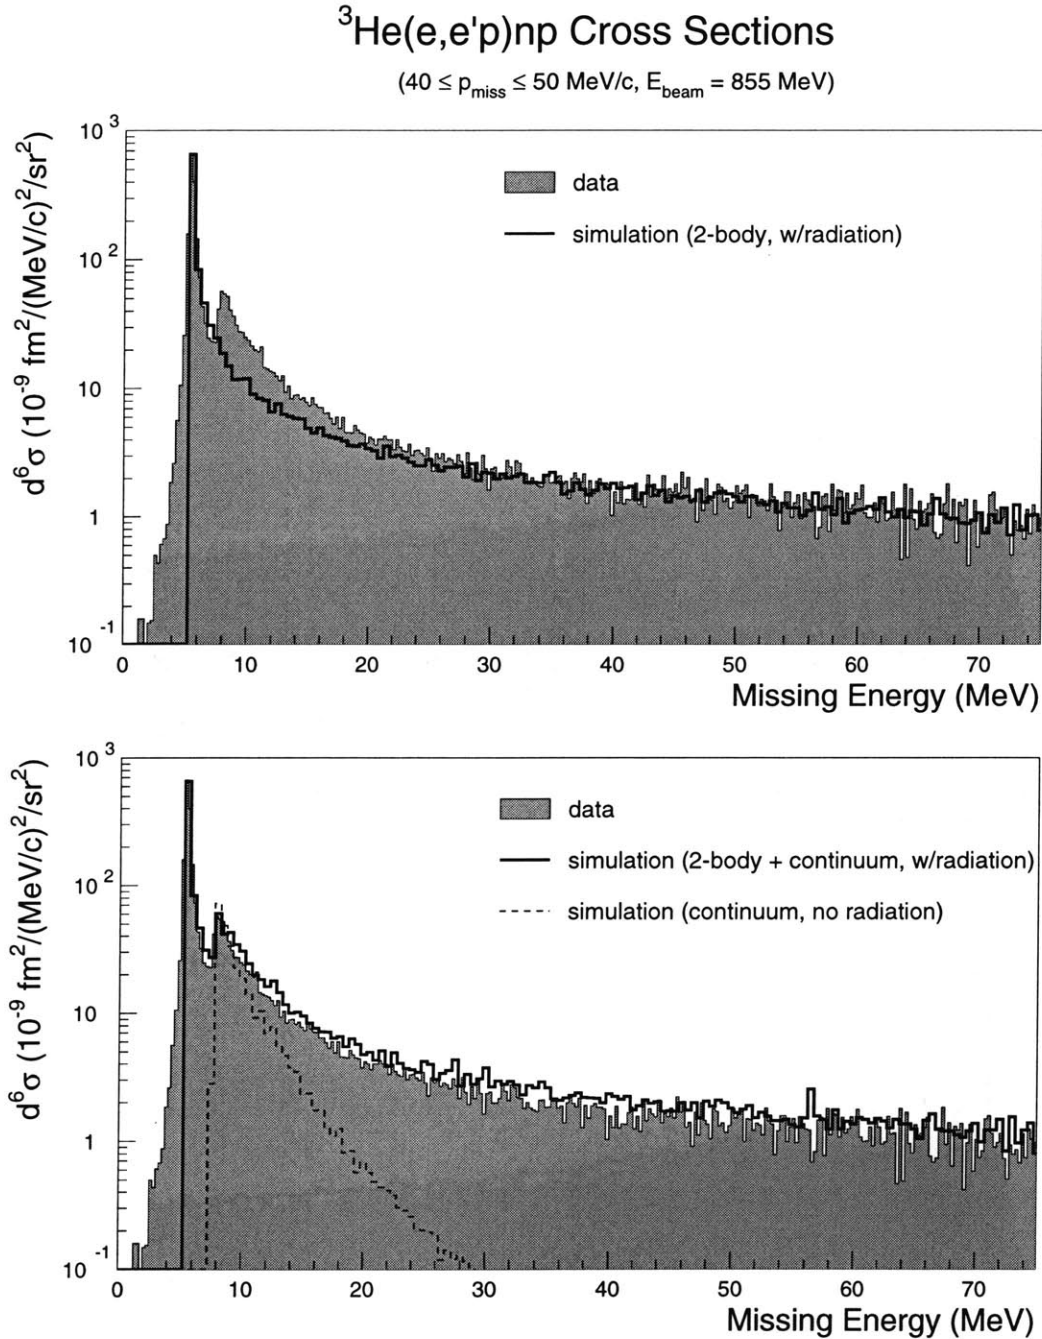 ³He(e,e'p)np Cross Sections
(40 ≤ p_miss ≤ 50 MeV/c, E_beam = 855 MeV)
d⁶σ (10⁻⁹ fm²/(MeV/c)²/sr²)
10³
10²
10
1
10⁻¹
data
simulation (2-body, w/radiation)
0 10 20 30 40 50 60 70
Missing Energy (MeV)
d⁶σ (10⁻⁹ fm²/(MeV/c)²/sr²)
10³
10²
10
1
10⁻¹
data
simulation (2-body + continuum, w/radiation)
simulation (continuum, no radiation)
0 10 20 30 40 50 60 70
Missing Energy (MeV)